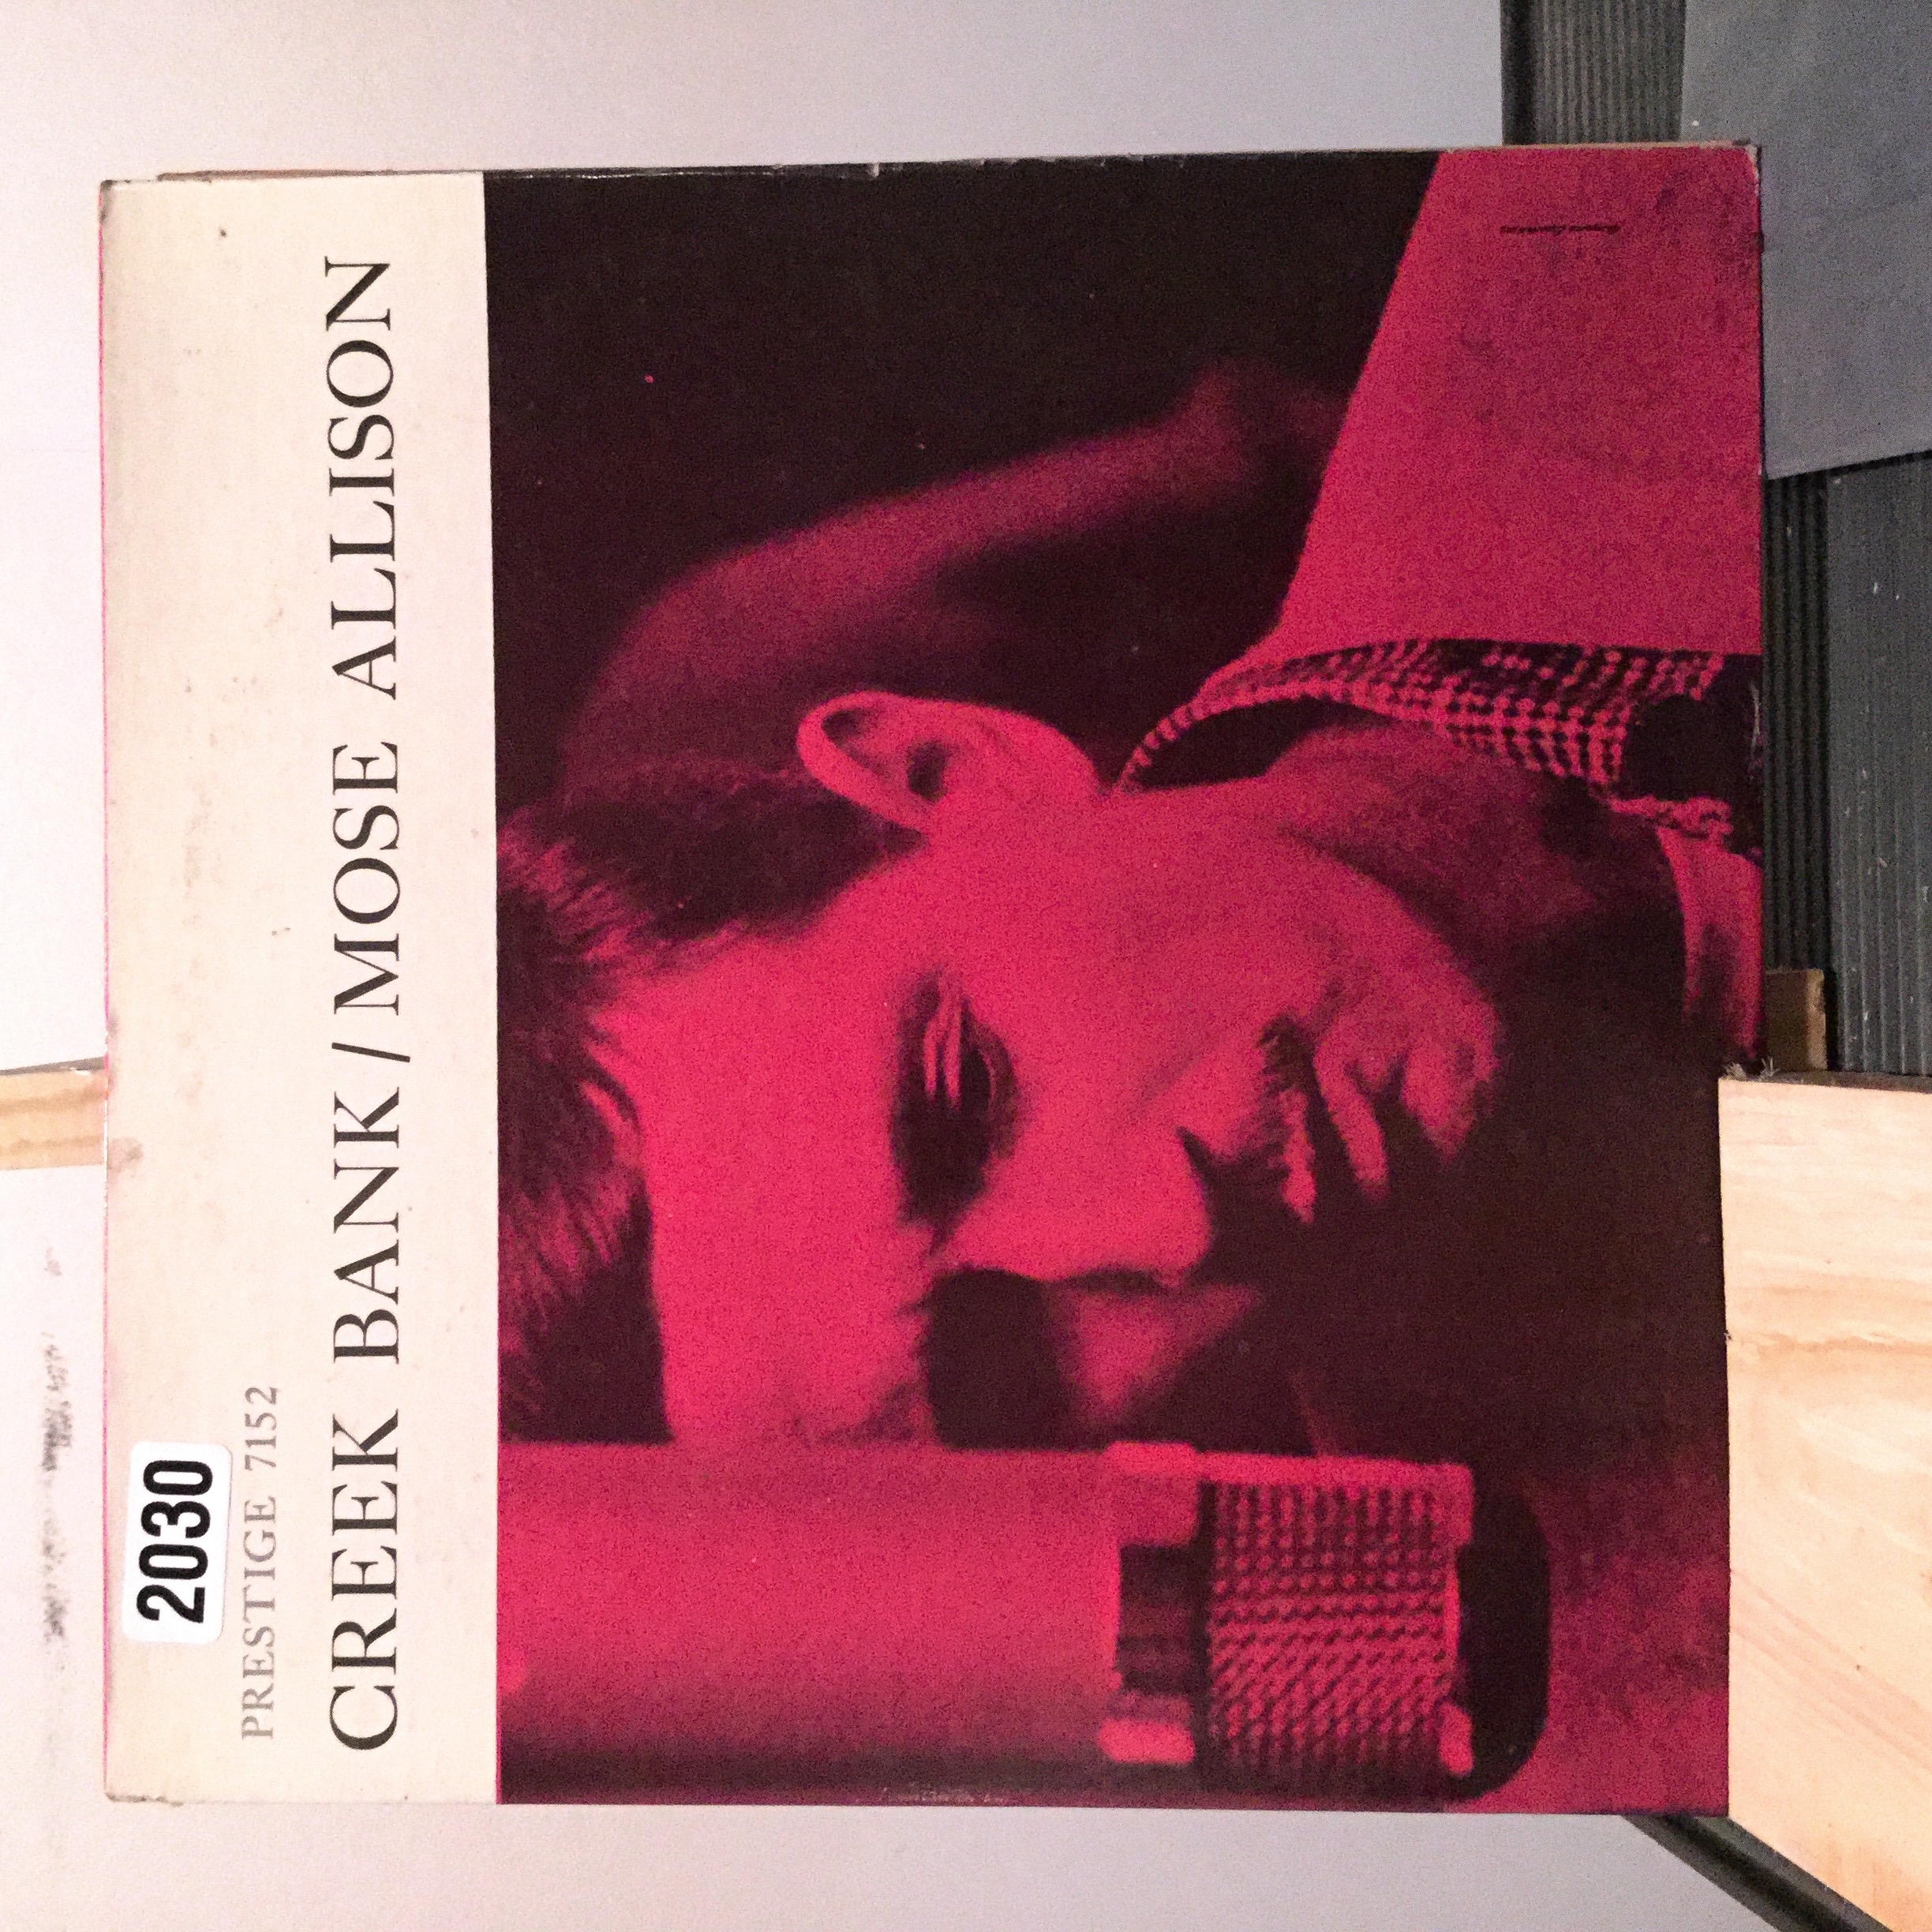 2030
PRESTIGE 7152
CREEK BANK/MOSE ALLISON